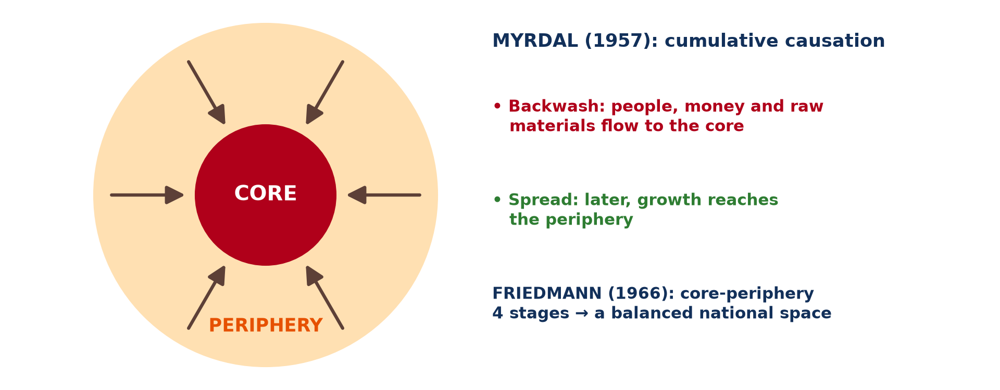 CORE
PERIPHERY
MYRDAL (1957): cumulative causation
• Backwash: people, money and raw
materials flow to the core
• Spread: later, growth reaches
the periphery
FRIEDMANN (1966): core-periphery
4 stages → a balanced national space